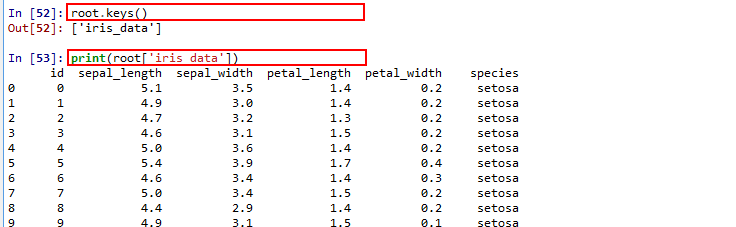 In [52]: root.keys()
Out[52]: ['iris_data']
In [53]: print(root['iris_data'])
id sepal_length sepal_width petal_length petal_width species
0 0 5.1 3.5 1.4 0.2 setosa
1 1 4.9 3.0 1.4 0.2 setosa
2 2 4.7 3.2 1.3 0.2 setosa
3 3 4.6 3.1 1.5 0.2 setosa
4 4 5.0 3.6 1.4 0.2 setosa
5 5 5.4 3.9 1.7 0.4 setosa
6 6 4.6 3.4 1.4 0.3 setosa
7 7 5.0 3.4 1.5 0.2 setosa
8 8 4.4 2.9 1.4 0.2 setosa
9 9 4.9 3.1 1.5 0.1 setosa